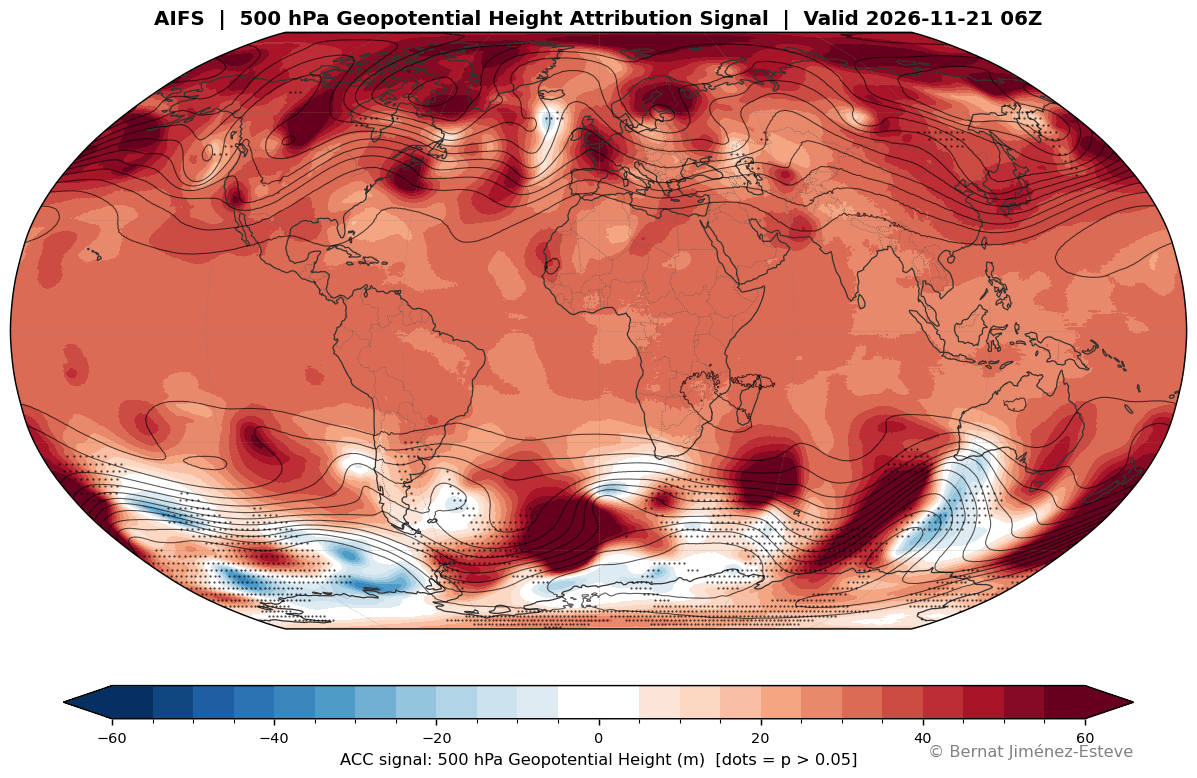 AIFS | 500 hPa Geopotential Height Attribution Signal | Valid 2026-11-21 06Z
−60 −40 −20 0 20 40 60
© Bernat Jiménez-Esteve
ACC signal: 500 hPa Geopotential Height (m) [dots = p > 0.05]